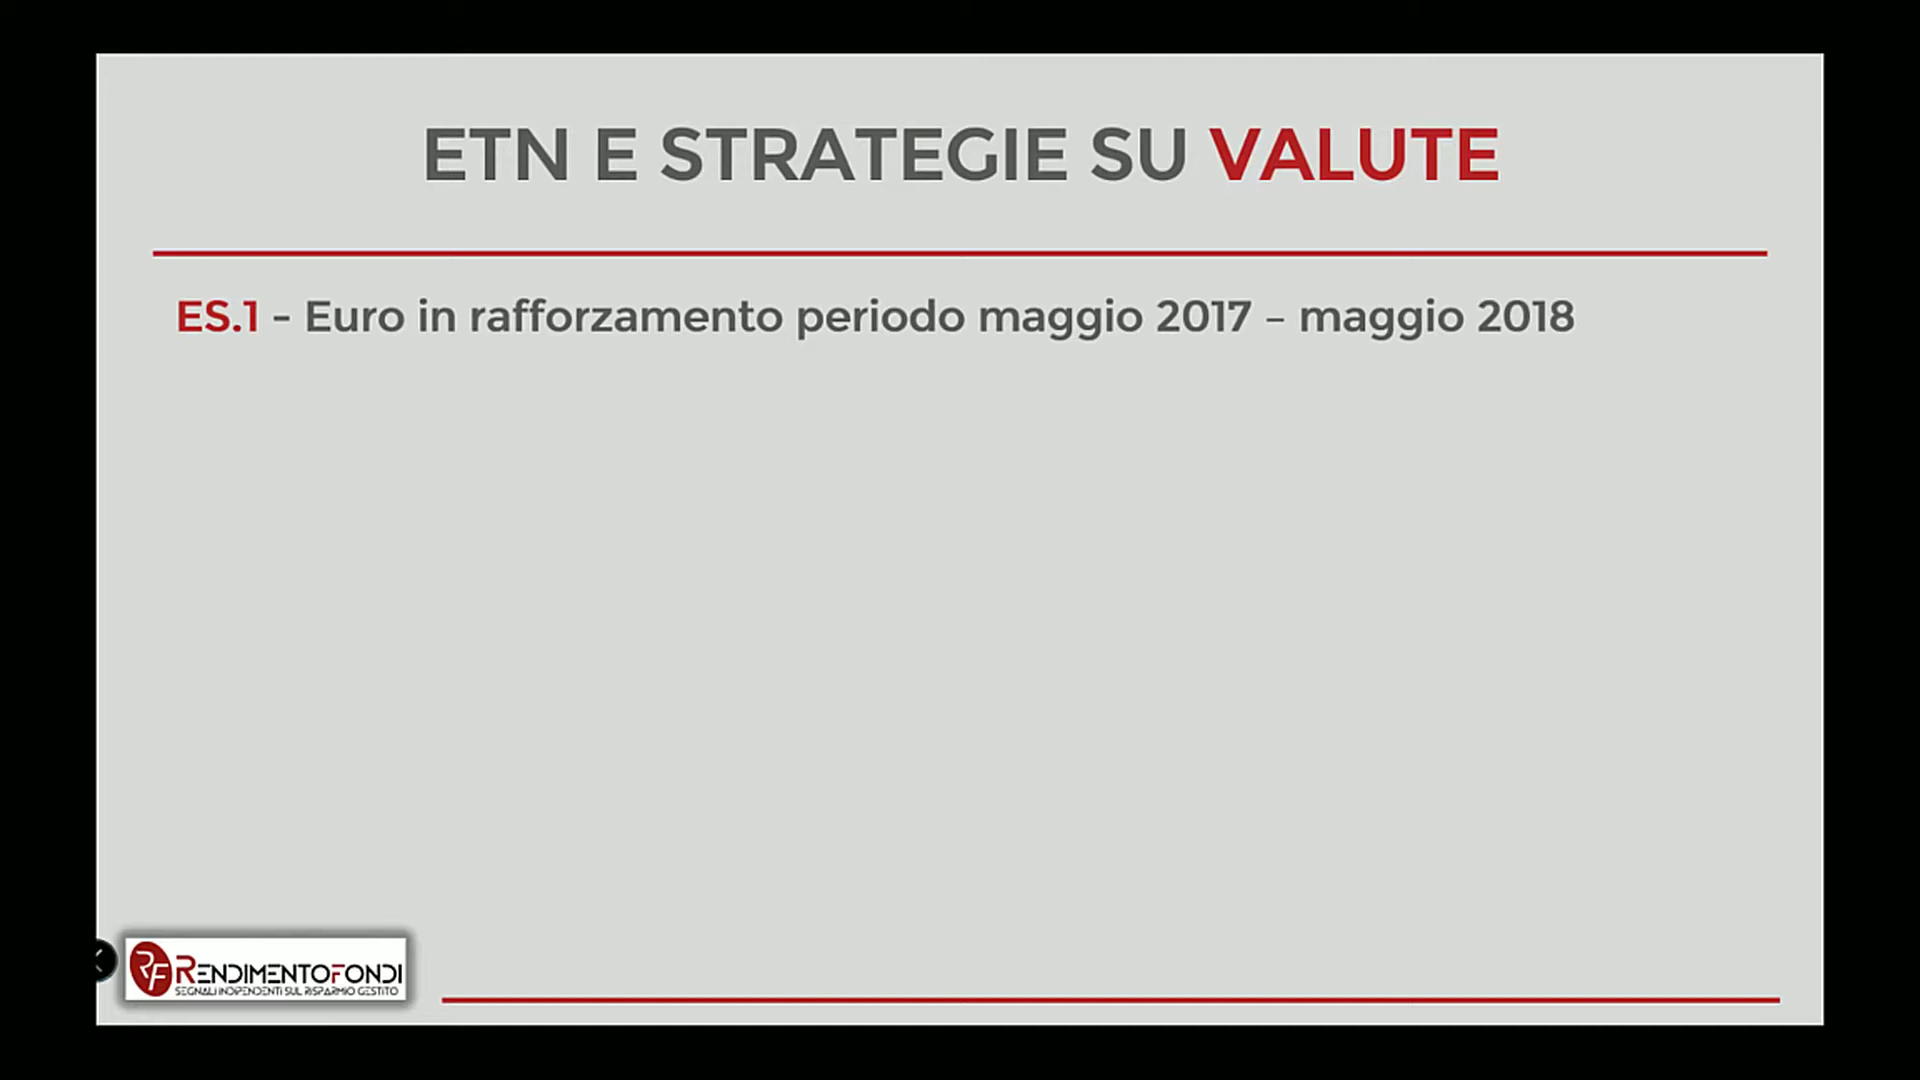 ETN E STRATEGIE SU VALUTE
ES.1 - Euro in rafforzamento periodo maggio 2017 – maggio 2018
RF RENDIMENTOFONDI
SEGNALI INDIPENDENTI SUL RISPARMIO GESTITO